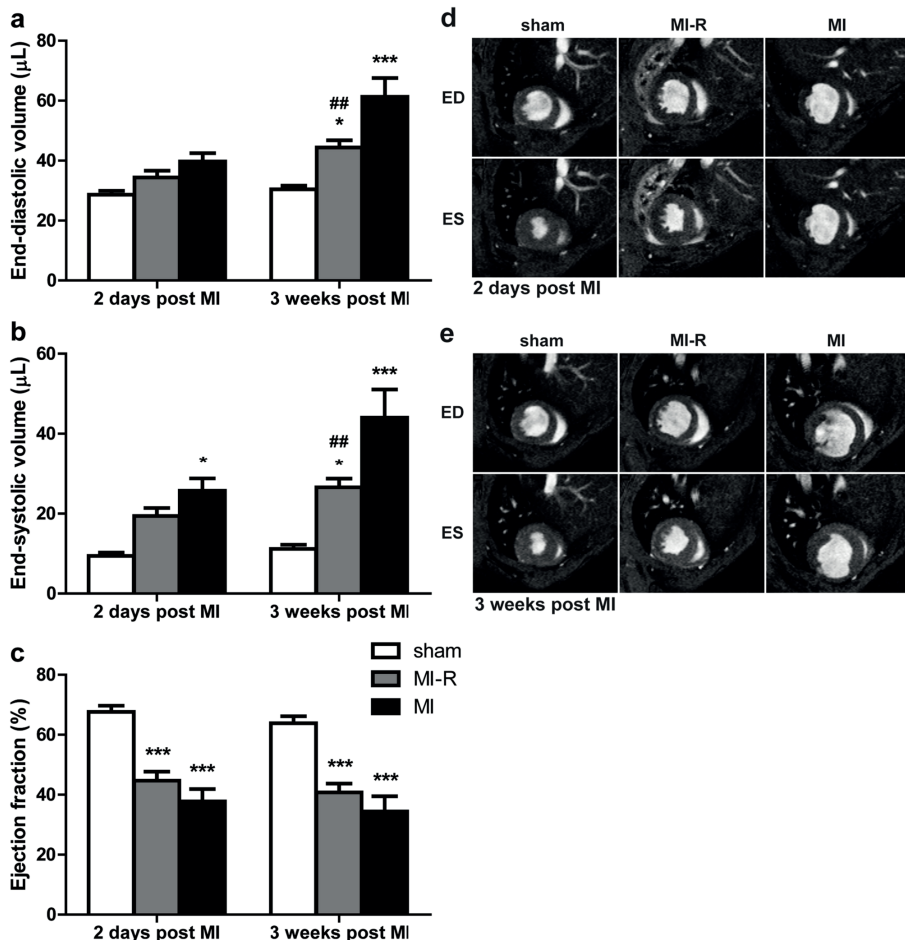 a
End-diastolic volume (μL)
80
60
40
20
0
##
*
***
2 days post MI
3 weeks post MI
b
End-systolic volume (μL)
60
40
20
0
*
##
*
***
2 days post MI
3 weeks post MI
c
Ejection fraction (%)
80
60
40
20
0
sham
MI-R
MI
***
***
***
***
2 days post MI
3 weeks post MI
d
sham
MI-R
MI
ED
ES
2 days post MI
e
sham
MI-R
MI
ED
ES
3 weeks post MI